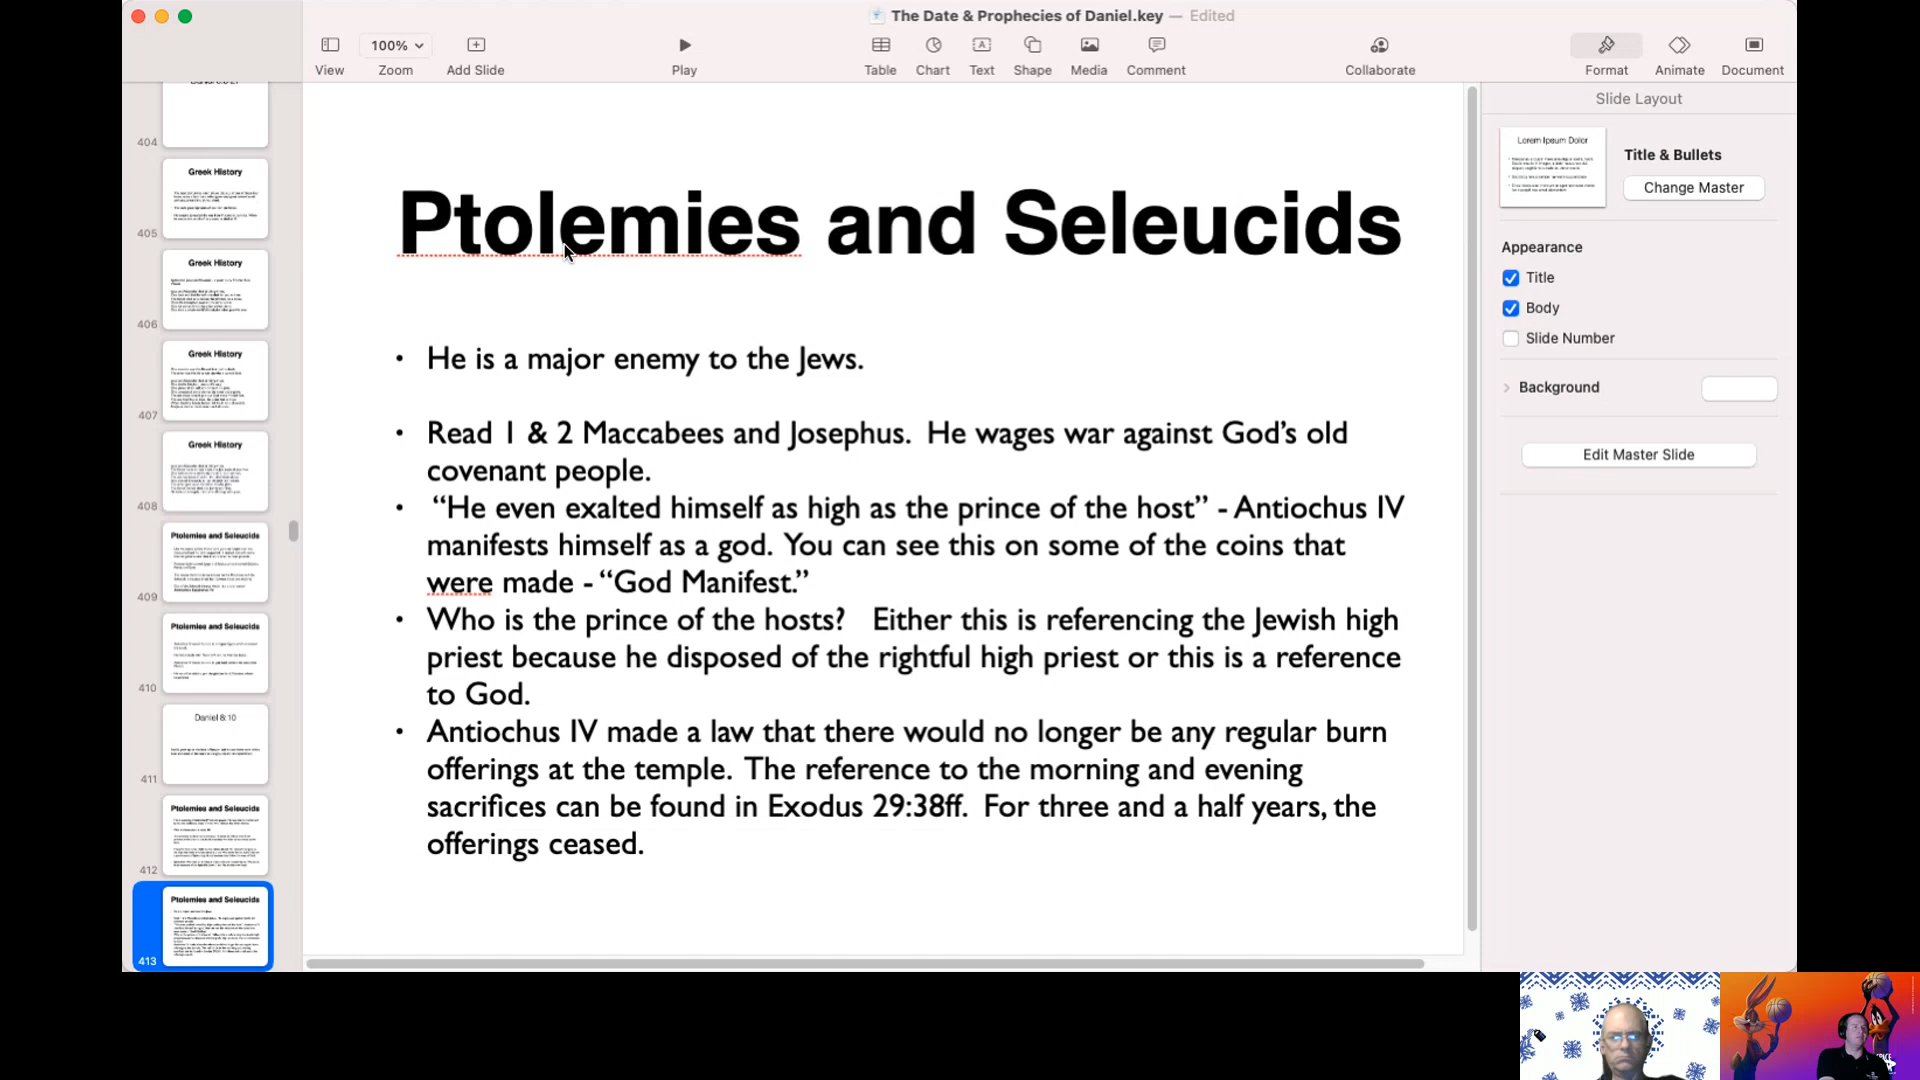 The Date & Prophecies of Daniel.key — Edited
View
100%
Zoom
Add Slide
Play
Table
Chart
Text
Shape
Media
Comment
Collaborate
Format
Animate
Document
404
Greek History
405
Greek History
406
Greek History
407
Greek History
408
Ptolemies and Seleucids
409
Ptolemies and Seleucids
410
Daniel 8:10
411
Ptolemies and Seleucids
412
Ptolemies and Seleucids
413
Ptolemies and Seleucids
• He is a major enemy to the Jews.
• Read 1 & 2 Maccabees and Josephus. He wages war against God’s old
covenant people.
• “He even exalted himself as high as the prince of the host” - Antiochus IV
manifests himself as a god. You can see this on some of the coins that
were made - “God Manifest.”
• Who is the prince of the hosts? Either this is referencing the Jewish high
priest because he disposed of the rightful high priest or this is a reference
to God.
• Antiochus IV made a law that there would no longer be any regular burn
offerings at the temple. The reference to the morning and evening
sacrifices can be found in Exodus 29:38ff. For three and a half years, the
offerings ceased.
Slide Layout
Lorem Ipsum Dolor
Title & Bullets
Change Master
Appearance
Title
Body
Slide Number
Background
Edit Master Slide